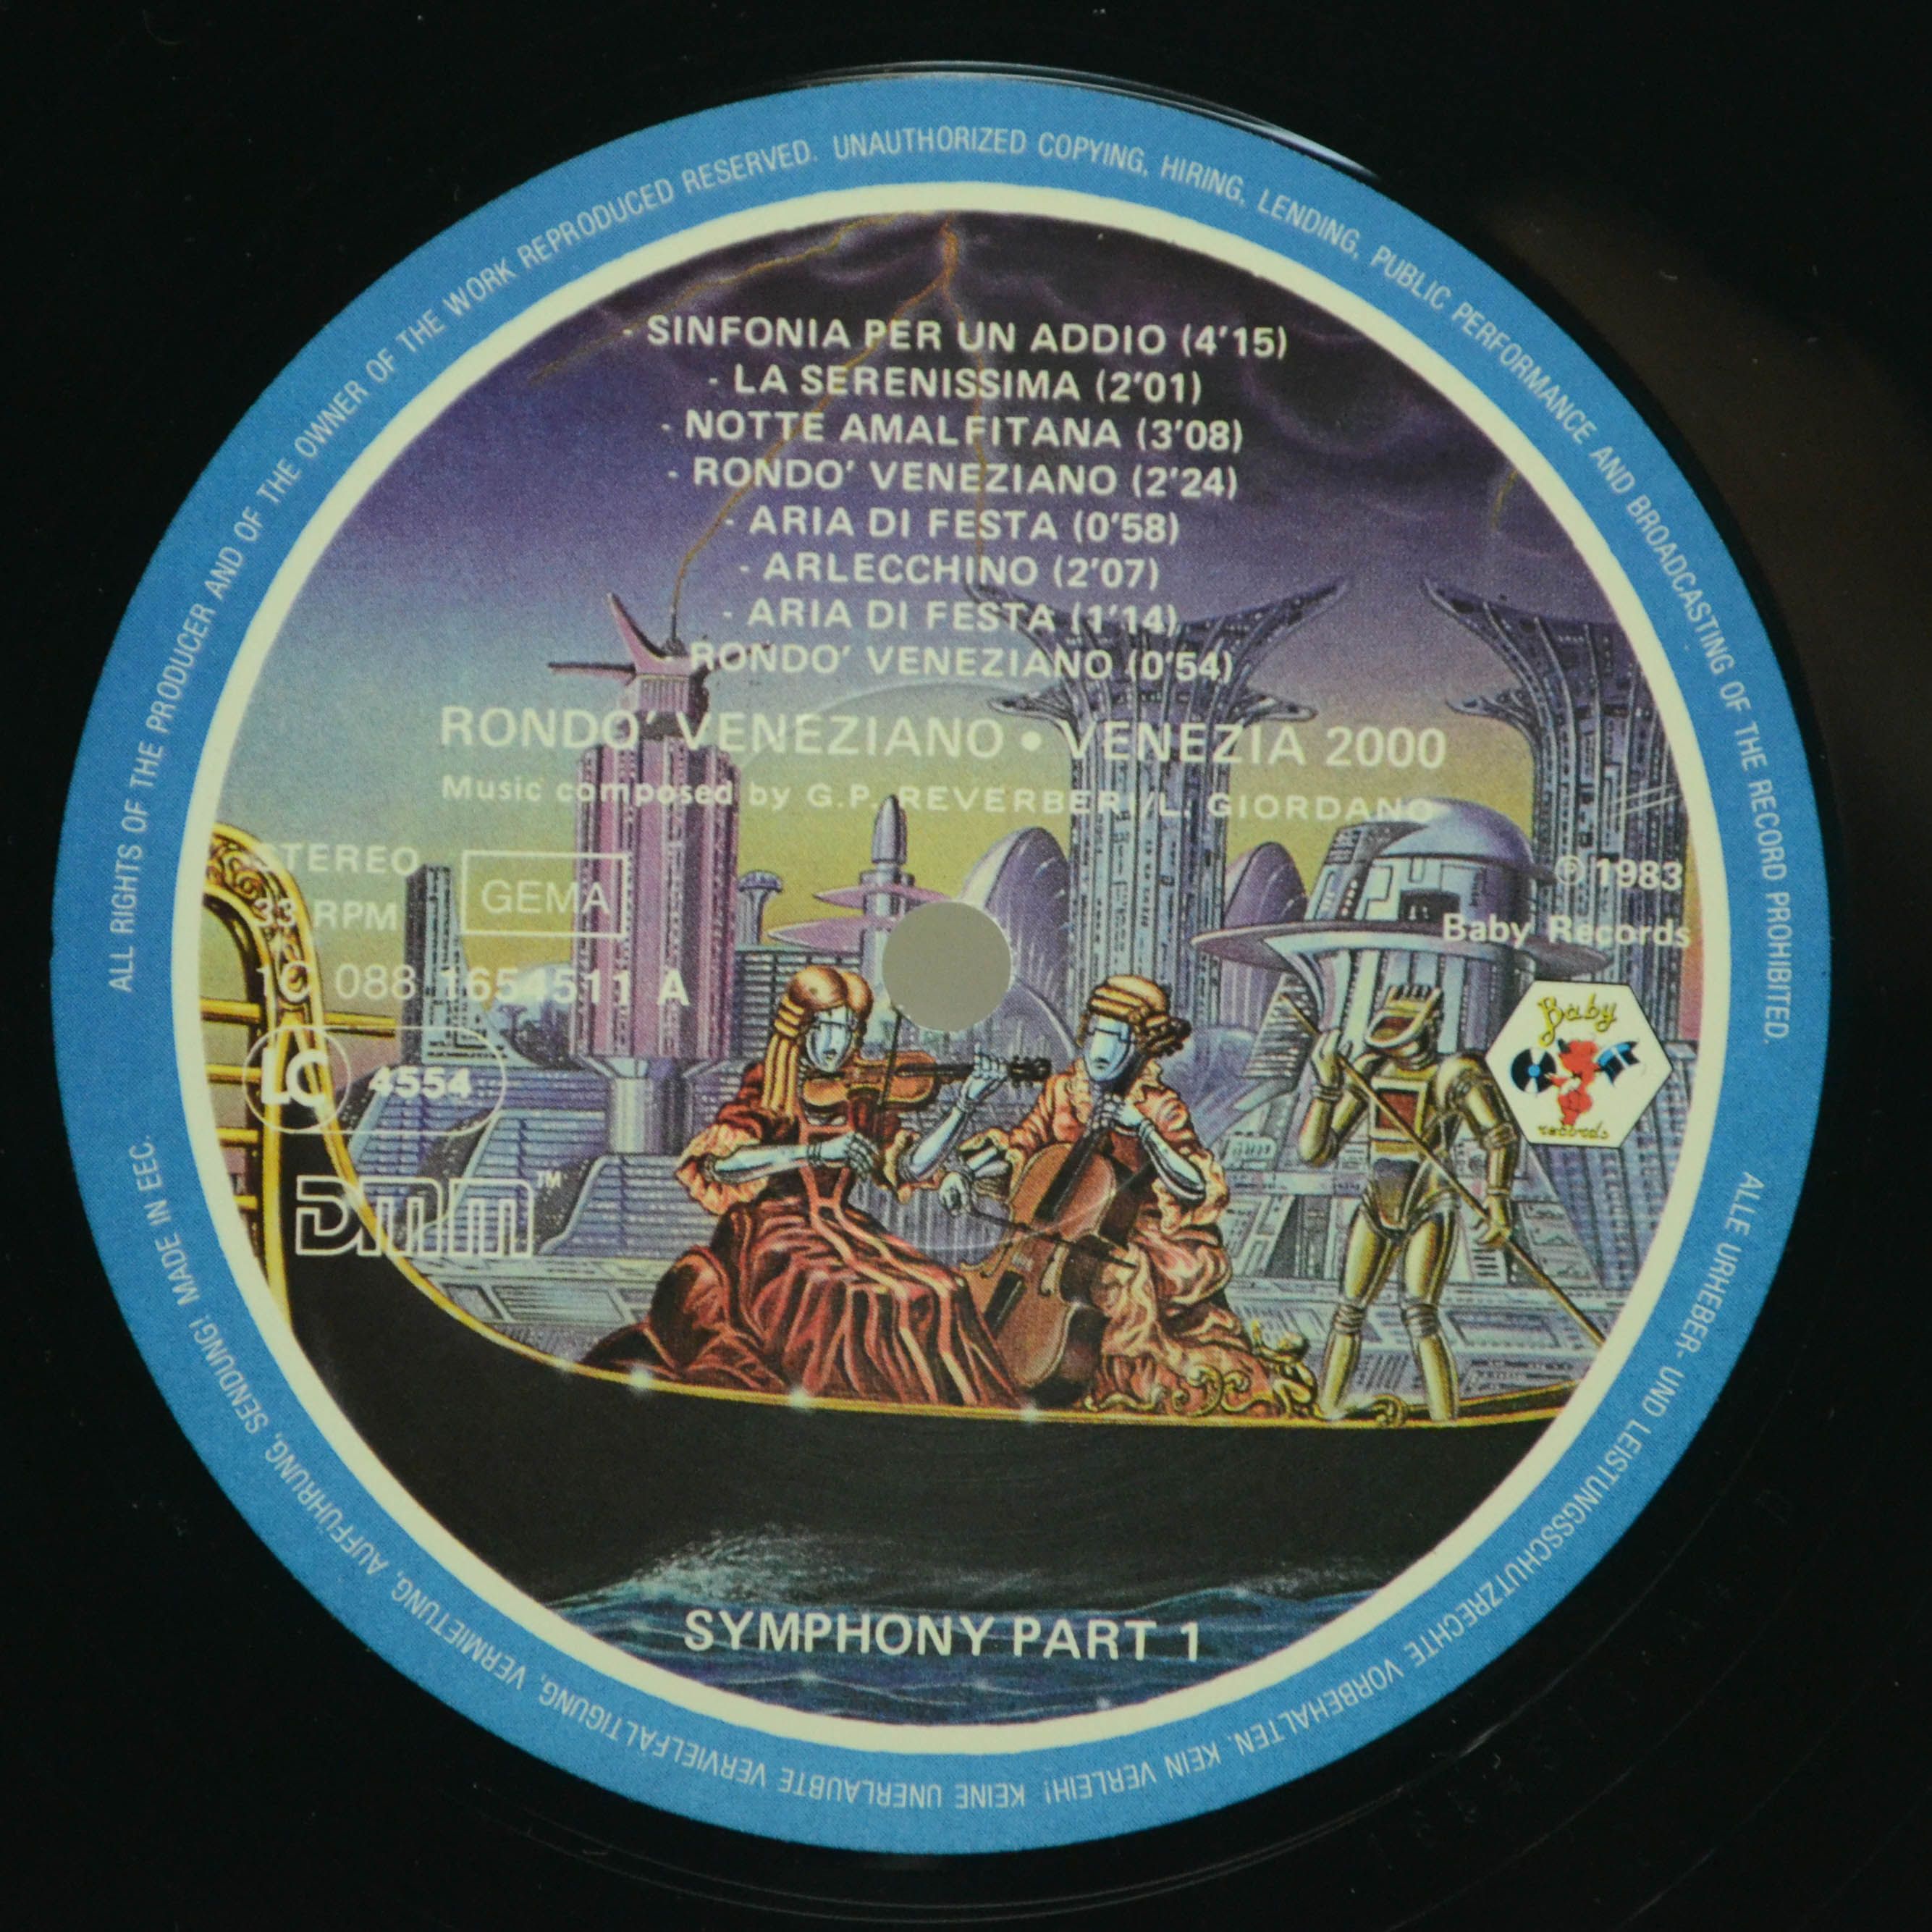 ALL RIGHTS OF THE PRODUCER AND OF THE OWNER OF THE WORK REPRODUCED RESERVED. UNAUTHORIZED COPYING, HIRING, LENDING, PUBLIC PERFORMANCE AND BROADCASTING OF THE RECORD PROHIBITED.
- SINFONIA PER UN ADDIO (4'15)
- LA SERENISSIMA (2'01)
- NOTTE AMALFITANA (3'08)
- RONDO' VENEZIANO (2'24)
- ARIA DI FESTA (0'58)
- ARLECCHINO (2'07)
- ARIA DI FESTA (1'14)
- RONDO' VENEZIANO (0'54)
RONDO' VENEZIANO • VENEZIA 2000
Music composed by G.P. REVERBERI/L. GIORDANO
STEREO
33 RPM
GEMA
℗ 1983
Baby Records
1C 088 1654511 A
Baby
records
LC 4554
DMM™
SYMPHONY PART 1
ALLE URHEBER- UND LEISTUNGSSCHUTZRECHTE VORBEHALTEN. KEIN VERLEIH! KEINE UNERLAUBTE VERVIELFÄLTIGUNG, VERMIETUNG, AUFFÜHRUNG, SENDUNG! MADE IN EEC.